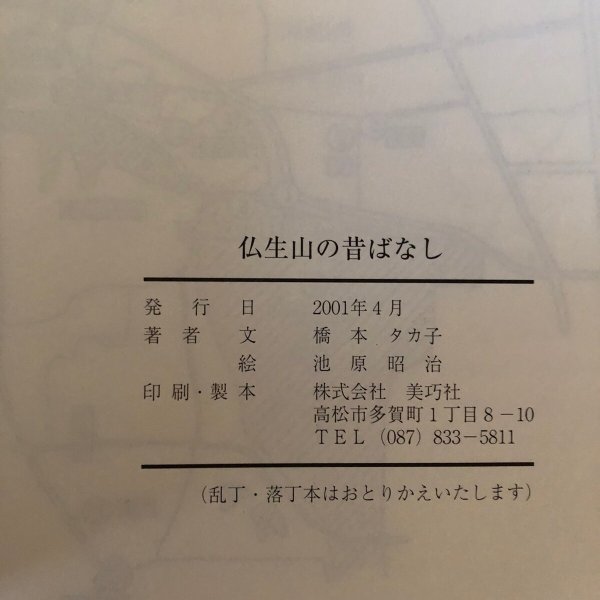 仏生山の昔ばなし
発行日 2001年4月
著者 文 橋本 タカ子
絵 池原昭治
印刷・製本 株式会社 美巧社
高松市多賀町1丁目8－10
TEL (087) 833－5811
(乱丁・落丁本はおとりかえいたします)